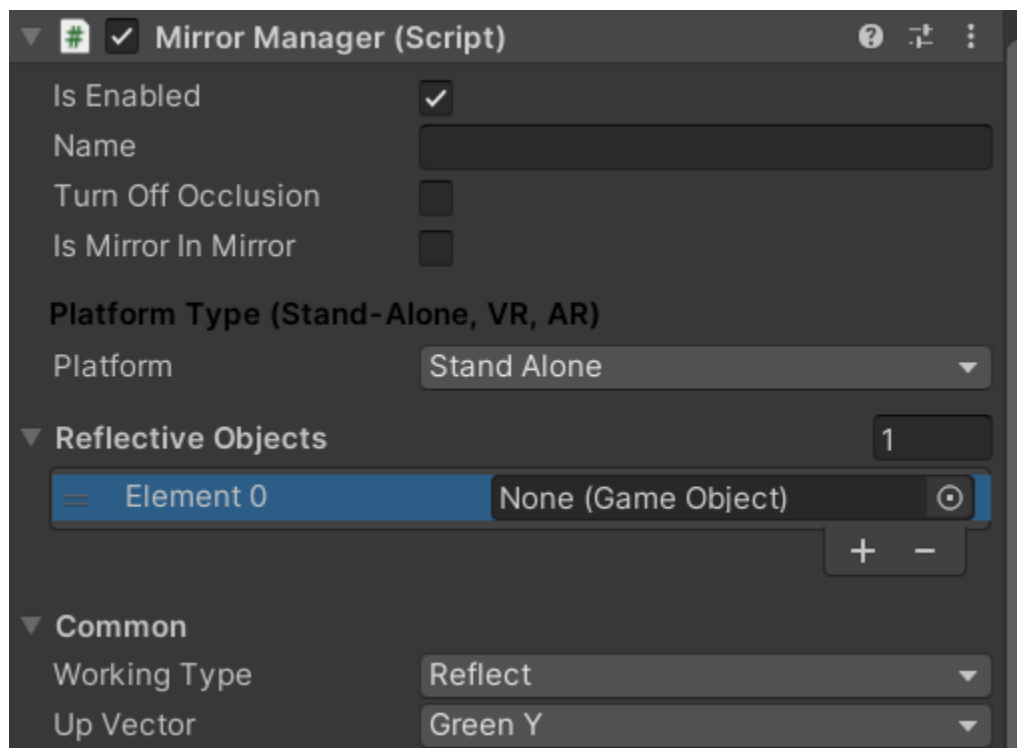 Mirror Manager (Script)
Is Enabled
Name
Turn Off Occlusion
Is Mirror In Mirror
Platform Type (Stand-Alone, VR, AR)
Platform Stand Alone
Reflective Objects 1
Element 0 None (Game Object)
Common
Working Type Reflect
Up Vector Green Y